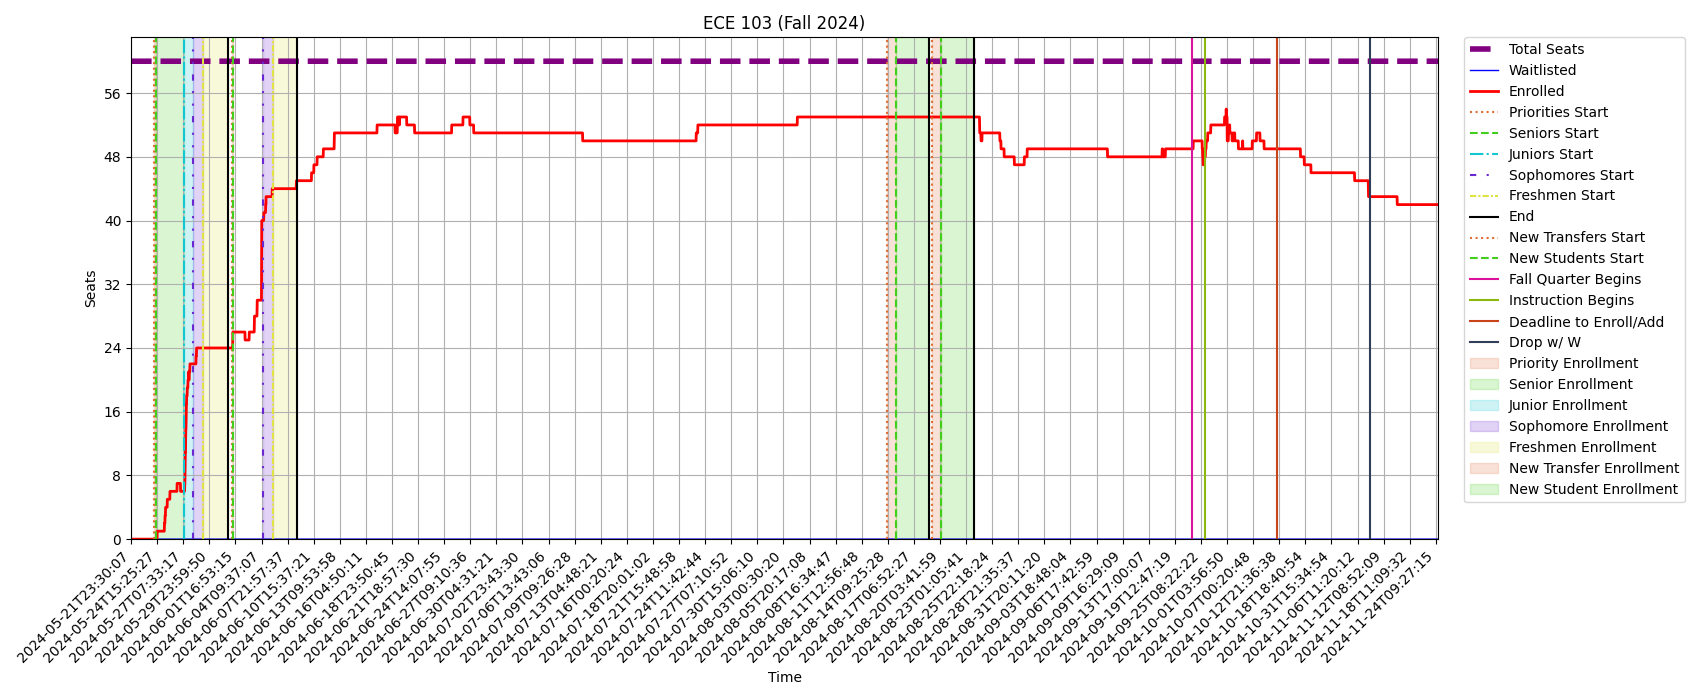 ECE 103 (Fall 2024)
Seats
56
48
40
32
24
16
8
0
2024-05-21T23:30:07
2024-05-24T15:25:27
2024-05-27T07:33:17
2024-05-29T23:59:50
2024-06-01T16:53:15
2024-06-04T09:37:07
2024-06-07T21:57:37
2024-06-10T15:37:21
2024-06-13T09:53:58
2024-06-16T04:50:11
2024-06-18T23:50:45
2024-06-21T18:57:30
2024-06-24T14:07:55
2024-06-27T09:10:36
2024-06-30T04:31:21
2024-07-02T23:43:30
2024-07-06T13:43:06
2024-07-09T09:26:28
2024-07-13T04:48:21
2024-07-16T00:20:24
2024-07-18T20:01:02
2024-07-21T15:48:58
2024-07-24T11:42:44
2024-07-27T07:10:52
2024-07-30T15:06:10
2024-08-03T00:30:20
2024-08-05T20:17:08
2024-08-08T16:34:47
2024-08-11T12:56:48
2024-08-14T09:25:28
2024-08-17T06:52:27
2024-08-20T03:41:59
2024-08-23T01:05:41
2024-08-25T22:18:24
2024-08-28T21:35:37
2024-08-31T20:11:20
2024-09-03T18:48:04
2024-09-06T17:42:59
2024-09-09T16:29:09
2024-09-13T17:00:07
2024-09-19T12:47:19
2024-09-25T08:22:22
2024-10-01T03:56:50
2024-10-07T00:20:48
2024-10-12T21:36:38
2024-10-18T18:40:54
2024-10-31T15:34:54
2024-11-06T11:20:12
2024-11-12T08:52:09
2024-11-18T11:09:32
2024-11-24T09:27:15
Time
Total Seats
Waitlisted
Enrolled
Priorities Start
Seniors Start
Juniors Start
Sophomores Start
Freshmen Start
End
New Transfers Start
New Students Start
Fall Quarter Begins
Instruction Begins
Deadline to Enroll/Add
Drop w/ W
Priority Enrollment
Senior Enrollment
Junior Enrollment
Sophomore Enrollment
Freshmen Enrollment
New Transfer Enrollment
New Student Enrollment